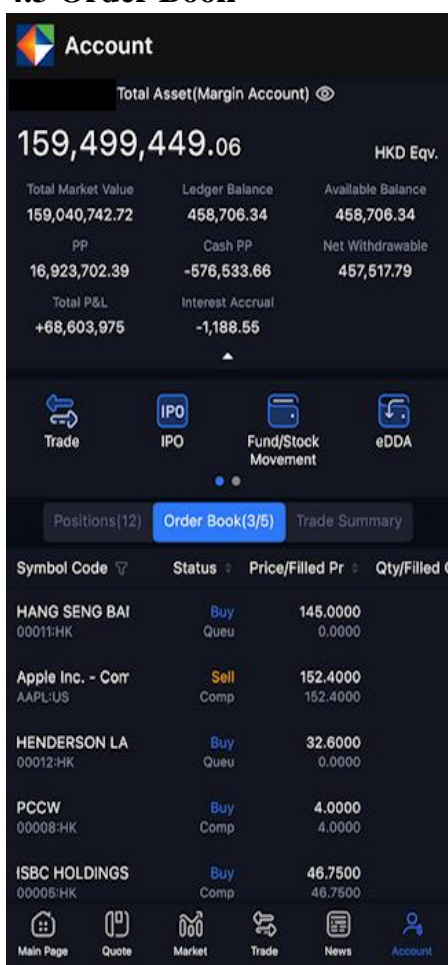 4.3 Order Book
Account
Total Asset(Margin Account)
159,499,449.06 HKD Eqv.
Total Market Value Ledger Balance Available Balance
159,040,742.72 458,706.34 458,706.34
PP Cash PP Net Withdrawable
16,923,702.39 -576,533.66 457,517.79
Total P&L Interest Accrual
+68,603,975 -1,188.55
IPO
Trade IPO Fund/Stock eDDA
Movement
Positions(12) Order Book(3/5) Trade Summary
Symbol Code Status Price/Filled Pr Qty/Filled
HANG SENG BAI Buy 145.0000
00011:HK Queu 0.0000
Apple Inc. - Com Sell 152.4000
AAPL:US Comp 152.4000
HENDERSON LA Buy 32.6000
00012:HK Queu 0.0000
PCCW Buy 4.0000
00008:HK Comp 4.0000
HSBC HOLDINGS Buy 46.7500
00005:HK Comp 46.7500
Main Page Quote Market Trade News Account